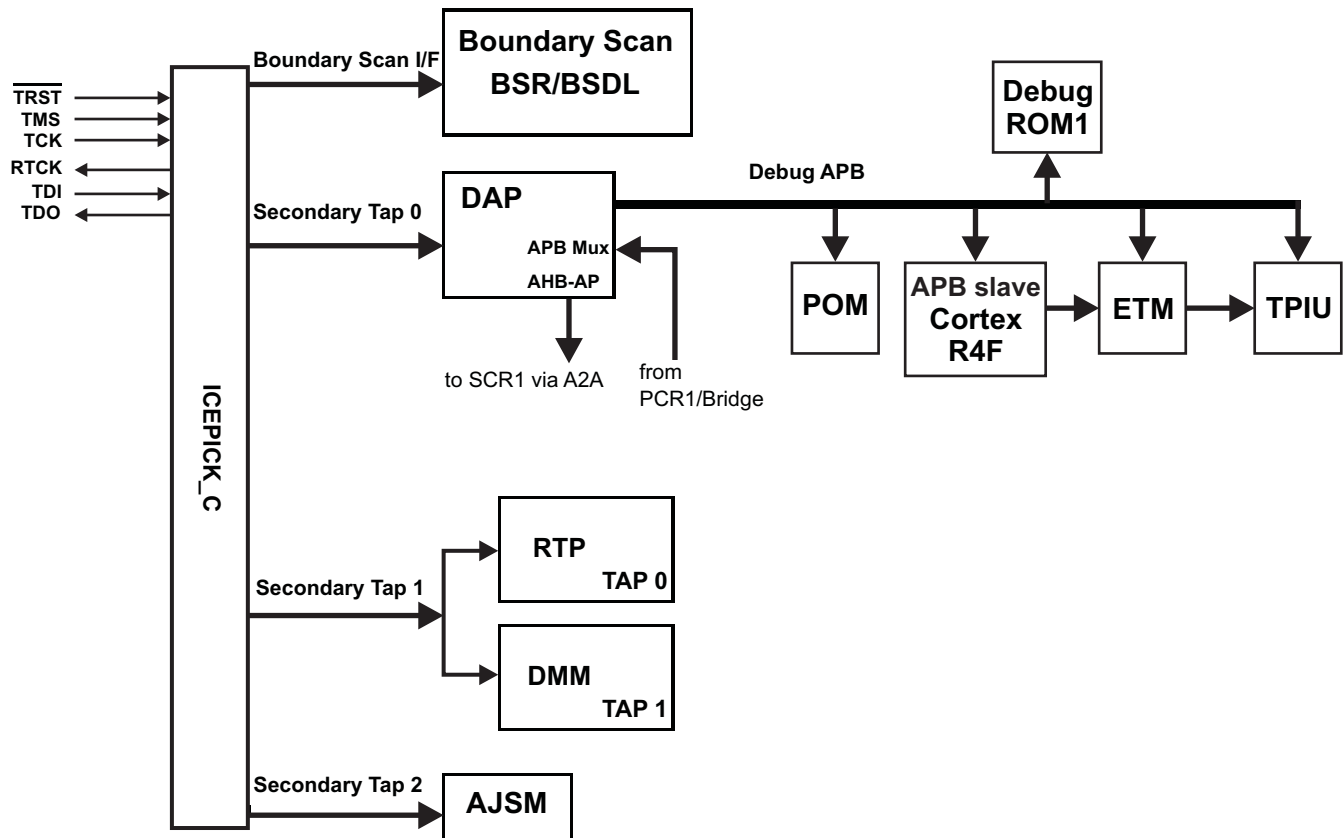 Boundary Scan I/F
Boundary Scan
BSR/BSDL
TRST
TMS
TCK
RTCK
TDI
TDO
ICEPICK_C
Secondary Tap 0
DAP
APB Mux
AHB-AP
to SCR1 via A2A
from
PCR1/Bridge
Debug APB
Debug
ROM1
POM
APB slave
Cortex
R4F
ETM
TPIU
Secondary Tap 1
RTP
TAP 0
DMM
TAP 1
Secondary Tap 2
AJSM